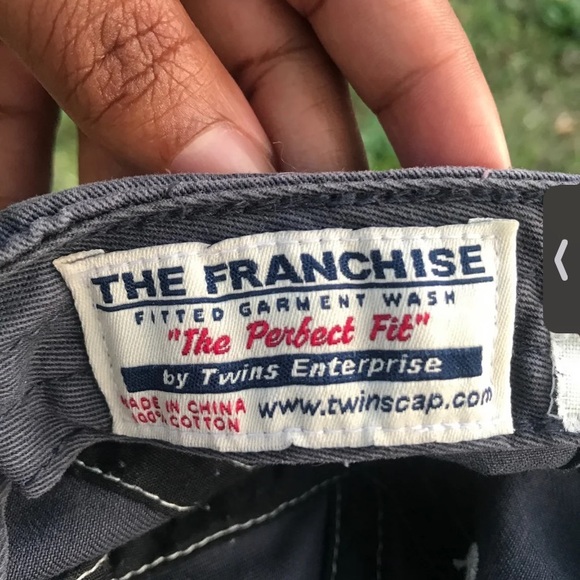 THE FRANCHISE
FITTED GARMENT WASH
"The Perfect Fit"
by Twins Enterprise
MADE IN CHINA
100% COTTON
www.twinscap.com